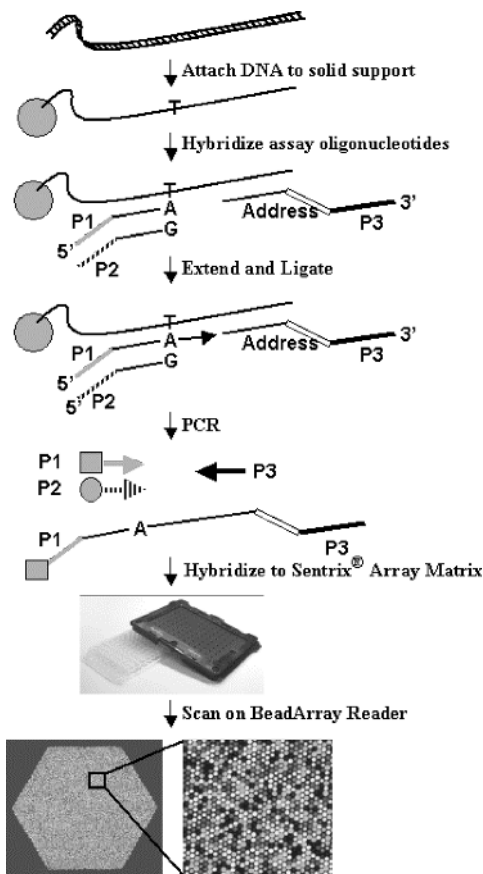 Attach DNA to solid support
T
Hybridize assay oligonucleotides
T
P1 A Address 3'
G P3
5'
P2
Extend and Ligate
T
P1 A Address 3'
G P3
5'
5' P2
PCR
P1 P3
P2
P1 A
P3
Hybridize to Sentrix® Array Matrix
Scan on BeadArray Reader